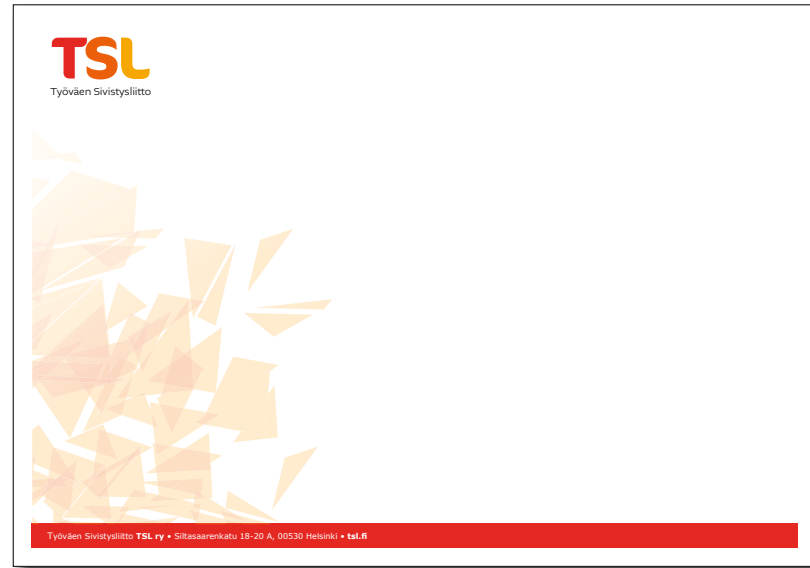 TSL
Työväen Sivistysliitto
Työväen Sivistysliitto TSL ry • Siltasaarenkatu 18-20 A, 00530 Helsinki • tsl.fi